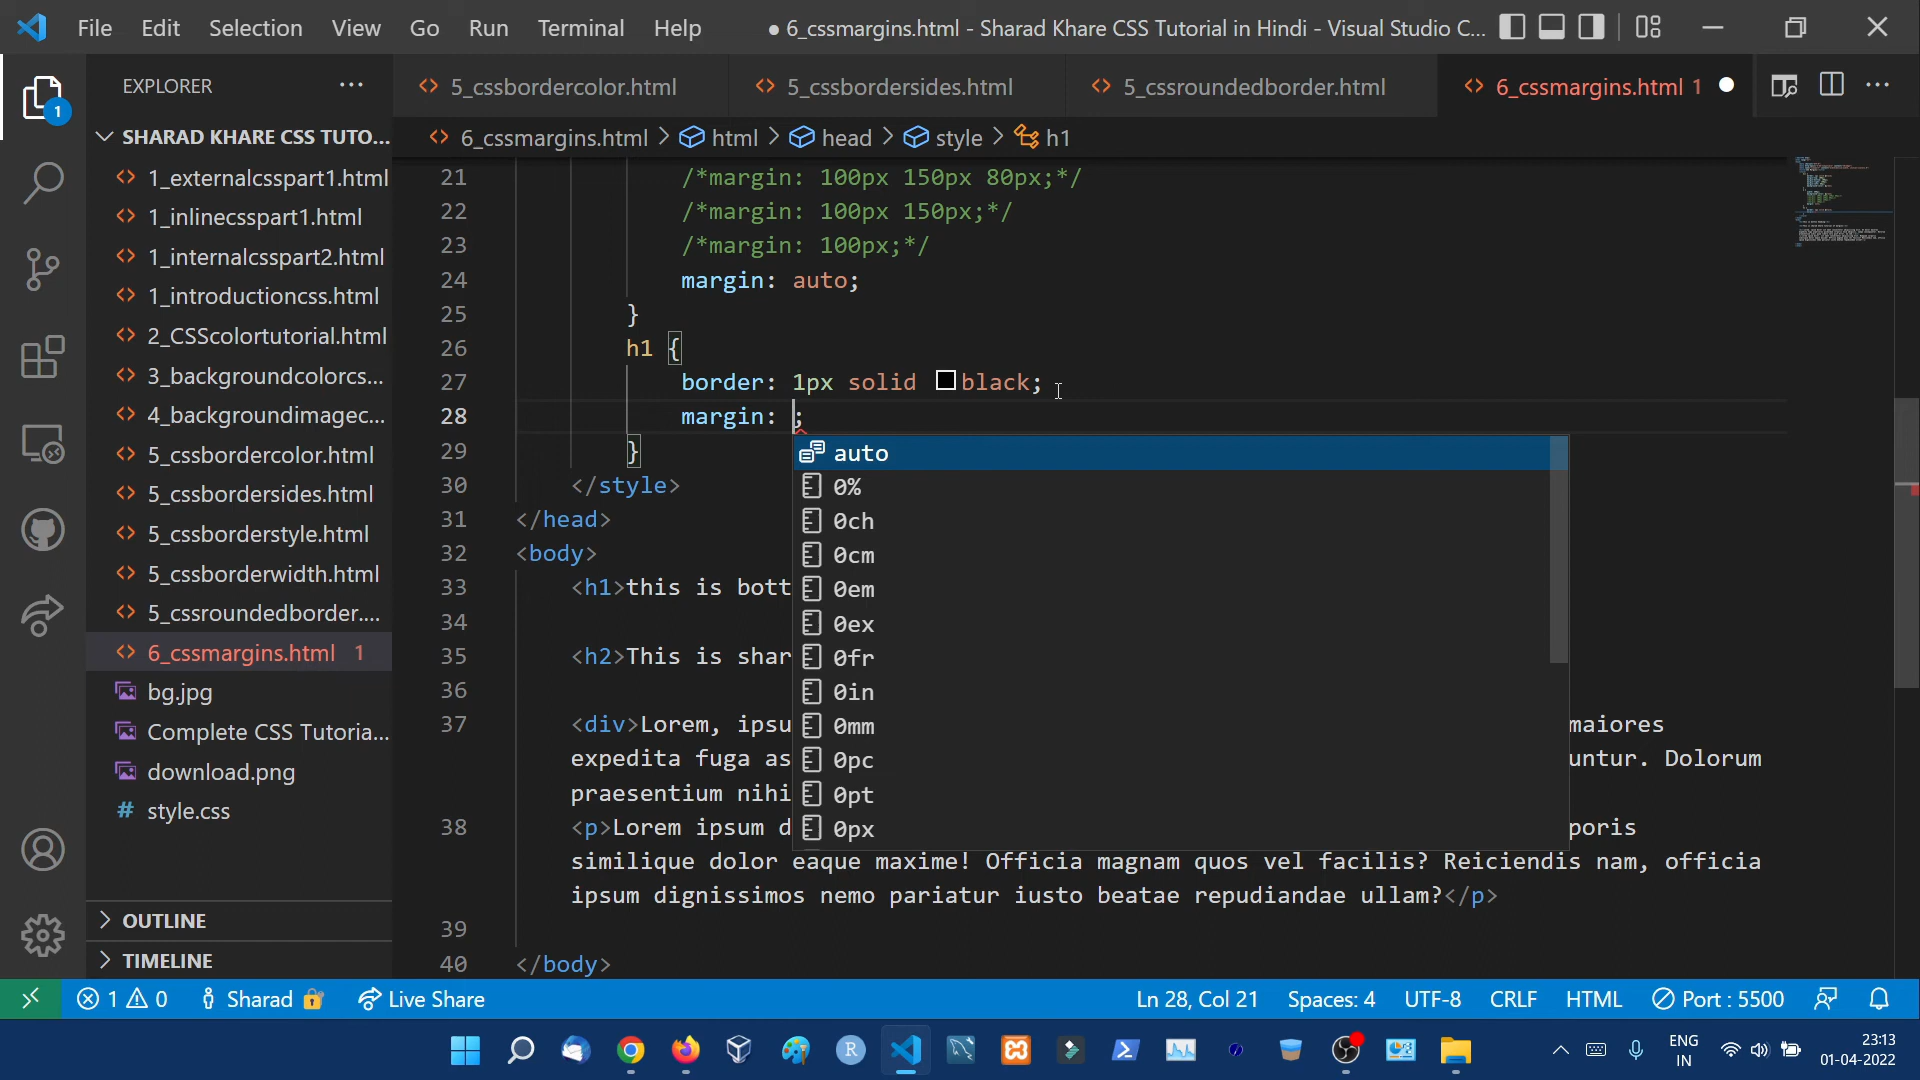 File Edit Selection View Go Run Terminal Help
● 6_cssmargins.html - Sharad Khare CSS Tutorial in Hindi - Visual Studio C...
EXPLORER
5_cssbordercolor.html
5_cssbordersides.html
5_cssroundedborder.html
6_cssmargins.html 1
SHARAD KHARE CSS TUTO...
6_cssmargins.html > html > head > style > h1
1_externalcsspart1.html
1_inlinecsspart1.html
1_internalcsspart2.html
1_introductioncss.html
2_CSScolortutorial.html
3_backgroundcolorcs...
4_backgroundimagec...
5_cssbordercolor.html
5_cssbordersides.html
5_cssborderstyle.html
5_cssborderwidth.html
5_cssroundedborder....
6_cssmargins.html 1
bg.jpg
Complete CSS Tutoria...
download.png
# style.css
OUTLINE
TIMELINE
1
21 /*margin: 100px 150px 80px;*/
22 /*margin: 100px 150px;*/
23 /*margin: 100px;*/
24 margin: auto;
25 }
26 h1 {
27 border: 1px solid black;
28 margin: ;
29 }
30 </style>
31 </head>
32 <body>
33 <h1>this is bott
34
35 <h2>This is shar
36
37 <div>Lorem, ipsu maiores
expedita fuga as untur. Dolorum
praesentium nihi
38 <p>Lorem ipsum d poris
similique dolor eaque maxime! Officia magnam quos vel facilis? Reiciendis nam, officia
ipsum dignissimos nemo pariatur iusto beatae repudiandae ullam?</p>
39
40 </body>
auto
0%
0ch
0cm
0em
0ex
0fr
0in
0mm
0pc
0pt
0px
1 0 Sharad Live Share Ln 28, Col 21 Spaces: 4 UTF-8 CRLF HTML Port : 5500
R
ENG
IN
23:13
01-04-2022